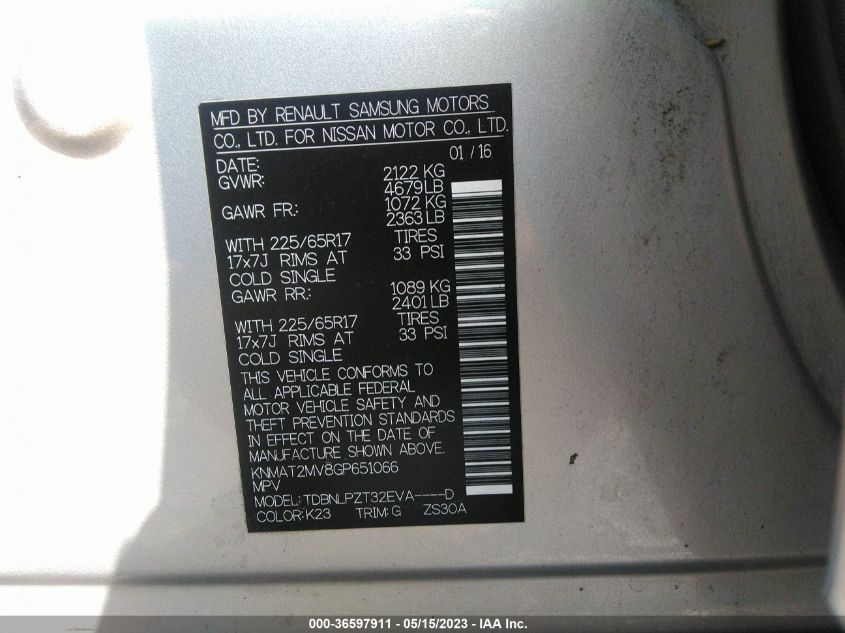 MFD BY RENAULT SAMSUNG MOTORS
CO., LTD. FOR NISSAN MOTOR CO., LTD.
DATE: 01 / 16
GVWR: 2122 KG
4679 LB
GAWR FR: 1072 KG
2363 LB
WITH 225/65R17 TIRES
17x7J RIMS AT 33 PSI
COLD SINGLE
GAWR RR: 1089 KG
2401 LB
WITH 225/65R17 TIRES
17x7J RIMS AT 33 PSI
COLD SINGLE
THIS VEHICLE CONFORMS TO
ALL APPLICABLE FEDERAL
MOTOR VEHICLE SAFETY AND
THEFT PREVENTION STANDARDS
IN EFFECT ON THE DATE OF
MANUFACTURE SHOWN ABOVE.
KNMAT2MV8GP651066
MPV
MODEL: TDBNLPZT32EVA----D
COLOR: K23 TRIM: G ZS30A
000-36597911 - 05/15/2023 - IAA Inc.